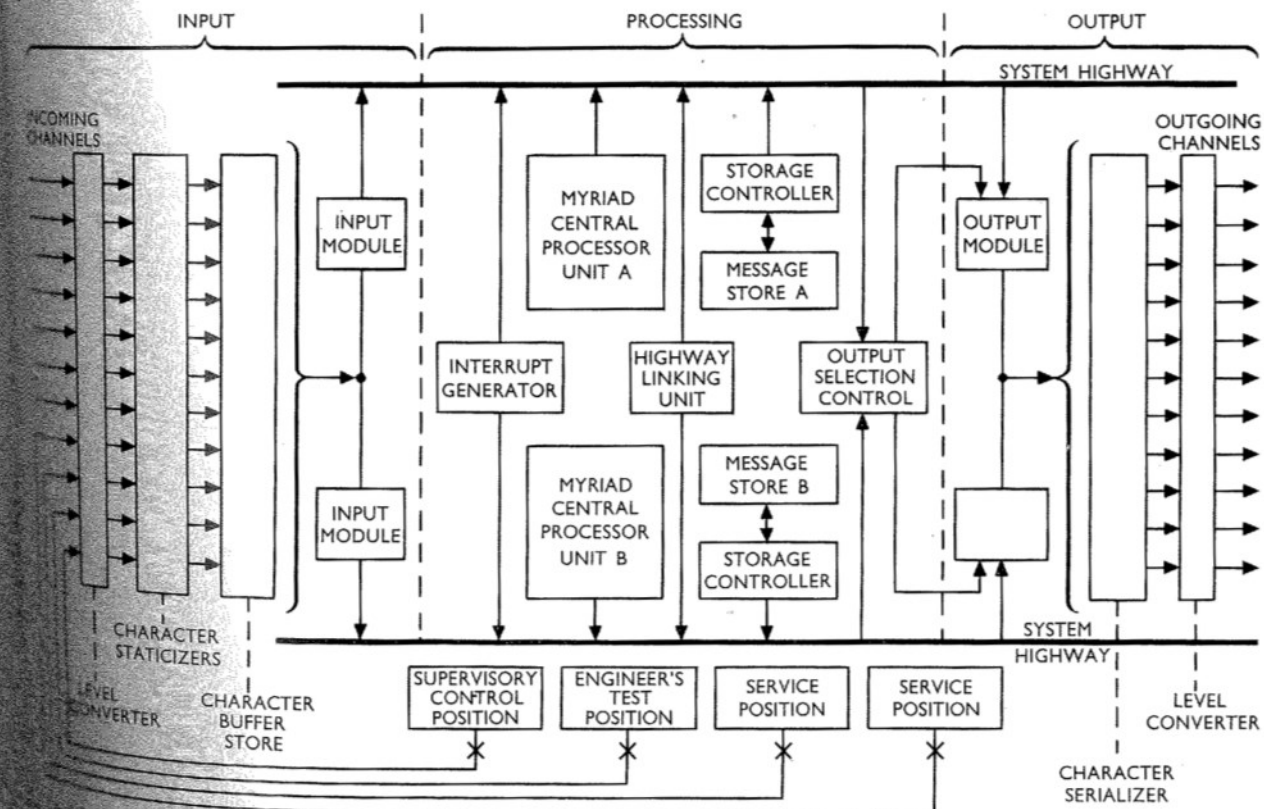 INPUT
PROCESSING
OUTPUT
SYSTEM HIGHWAY
INCOMING
CHANNELS
OUTGOING
CHANNELS
INPUT
MODULE
MYRIAD
CENTRAL
PROCESSOR
UNIT A
STORAGE
CONTROLLER
MESSAGE
STORE A
OUTPUT
MODULE
INTERRUPT
GENERATOR
HIGHWAY
LINKING
UNIT
OUTPUT
SELECTION
CONTROL
INPUT
MODULE
MYRIAD
CENTRAL
PROCESSOR
UNIT B
MESSAGE
STORE B
STORAGE
CONTROLLER
SYSTEM
HIGHWAY
CHARACTER
STATICIZERS
LEVEL
CONVERTER
CHARACTER
BUFFER
STORE
SUPERVISORY
CONTROL
POSITION
ENGINEER'S
TEST
POSITION
SERVICE
POSITION
SERVICE
POSITION
LEVEL
CONVERTER
CHARACTER
SERIALIZER